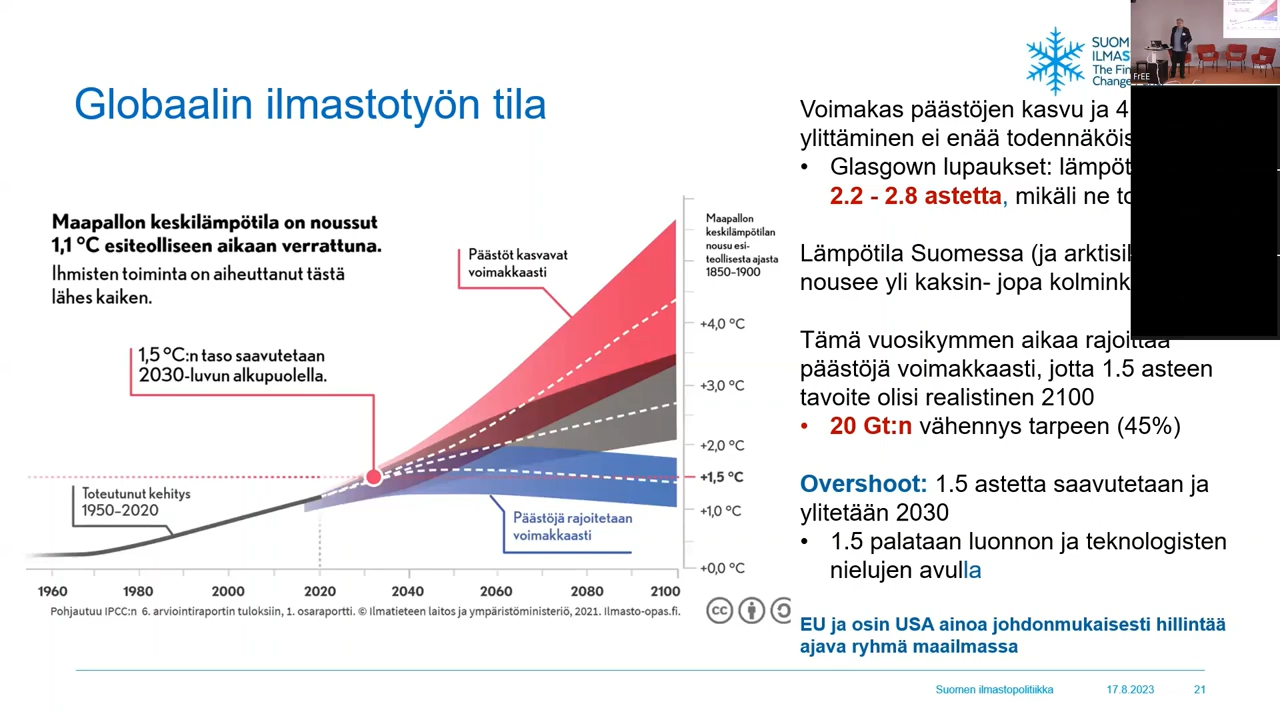 SUOM
ILMAS
The Fin
Change
FrEE
Globaalin ilmastotyön tila
Voimakas päästöjen kasvu ja 4
ylittäminen ei enää todennäköis
• Glasgown lupaukset: lämpöt
2.2 - 2.8 astetta, mikäli ne to
Lämpötila Suomessa (ja arktisil
nousee yli kaksin- jopa kolmink
Tämä vuosikymmen aikaa rajoittaa
päästöjä voimakkaasti, jotta 1.5 asteen
tavoite olisi realistinen 2100
• 20 Gt:n vähennys tarpeen (45%)
Overshoot: 1.5 astetta saavutetaan ja
ylitetään 2030
• 1.5 palataan luonnon ja teknologisten
nielujen avulla
EU ja osin USA ainoa johdonmukaisesti hillintää
ajava ryhmä maailmassa
Maapallon keskilämpötila on noussut
1,1 °C esiteolliseen aikaan verrattuna.
Ihmisten toiminta on aiheuttanut tästä
lähes kaiken.
1,5 °C:n taso saavutetaan
2030-luvun alkupuolella.
Päästöt kasvavat
voimakkaasti
Maapallon
keskilämpötilan
nousu esi-
teollisesta ajasta
1850–1900
+4,0 °C
+3,0 °C
+2,0 °C
+1,5 °C
+1,0 °C
+0,0 °C
Toteutunut kehitys
1950–2020
Päästöjä rajoitetaan
voimakkaasti
1960 1980 2000 2020 2040 2060 2080 2100
Pohjautuu IPCC:n 6. arviointiraportin tuloksiin, 1. osaraportti. © Ilmatieteen laitos ja ympäristöministeriö, 2021. Ilmasto-opas.fi.
cc
Suomen ilmastopolitiikka 17.8.2023 21